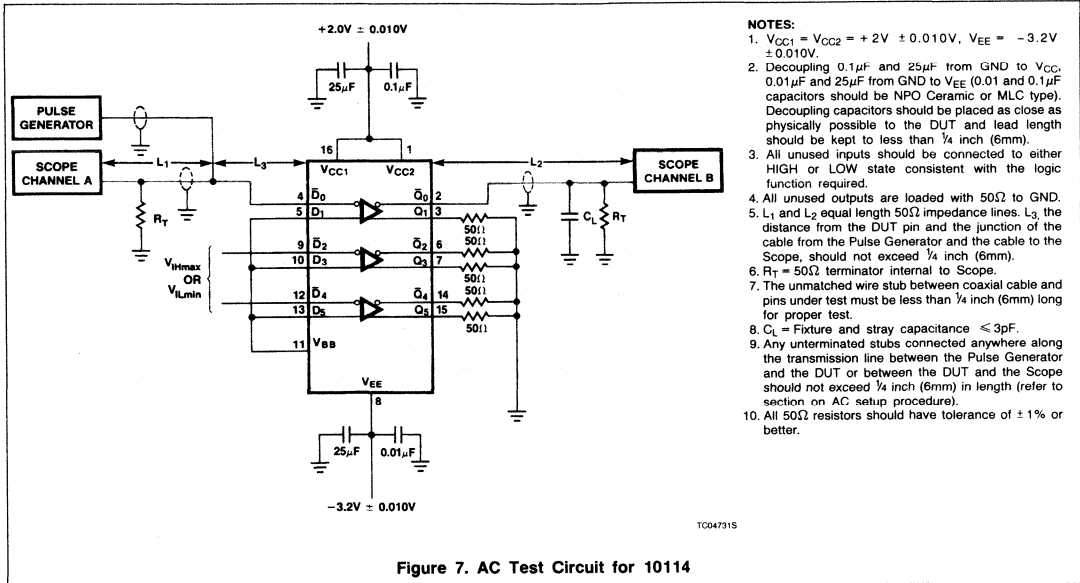 +2.0V ± 0.010V
25μF
0.1μF
PULSE
GENERATOR
SCOPE
CHANNEL A
L1
L3
RT
16
1
VCC1
VCC2
L2
SCOPE
CHANNEL B
CL
RT
4 D̄0
Q̄0 2
5 D1
Q1 3
50Ω
50Ω
9 D̄2
Q̄2 6
10 D3
Q3 7
50Ω
50Ω
12 D̄4
Q̄4 14
13 D5
Q5 15
50Ω
11 VBB
VIHmax
OR
VILmin
VEE
8
25μF
0.01μF
−3.2V ± 0.010V
NOTES:
1. VCC1 = VCC2 = +2V ±0.010V, VEE = −3.2V
±0.010V.
2. Decoupling 0.1μF and 25μF from GND to VCC,
0.01μF and 25μF from GND to VEE (0.01 and 0.1μF
capacitors should be NPO Ceramic or MLC type).
Decoupling capacitors should be placed as close as
physically possible to the DUT and lead length
should be kept to less than ¼ inch (6mm).
3. All unused inputs should be connected to either
HIGH or LOW state consistent with the logic
function required.
4. All unused outputs are loaded with 50Ω to GND.
5. L1 and L2 equal length 50Ω impedance lines. L3, the
distance from the DUT pin and the junction of the
cable from the Pulse Generator and the cable to the
Scope, should not exceed ¼ inch (6mm).
6. RT = 50Ω terminator internal to Scope.
7. The unmatched wire stub between coaxial cable and
pins under test must be less than ¼ inch (6mm) long
for proper test.
8. CL = Fixture and stray capacitance ≤ 3pF.
9. Any unterminated stubs connected anywhere along
the transmission line between the Pulse Generator
and the DUT or between the DUT and the Scope
should not exceed ¼ inch (6mm) in length (refer to
section on AC setup procedure).
10. All 50Ω resistors should have tolerance of ±1% or
better.
TC04731S
Figure 7. AC Test Circuit for 10114